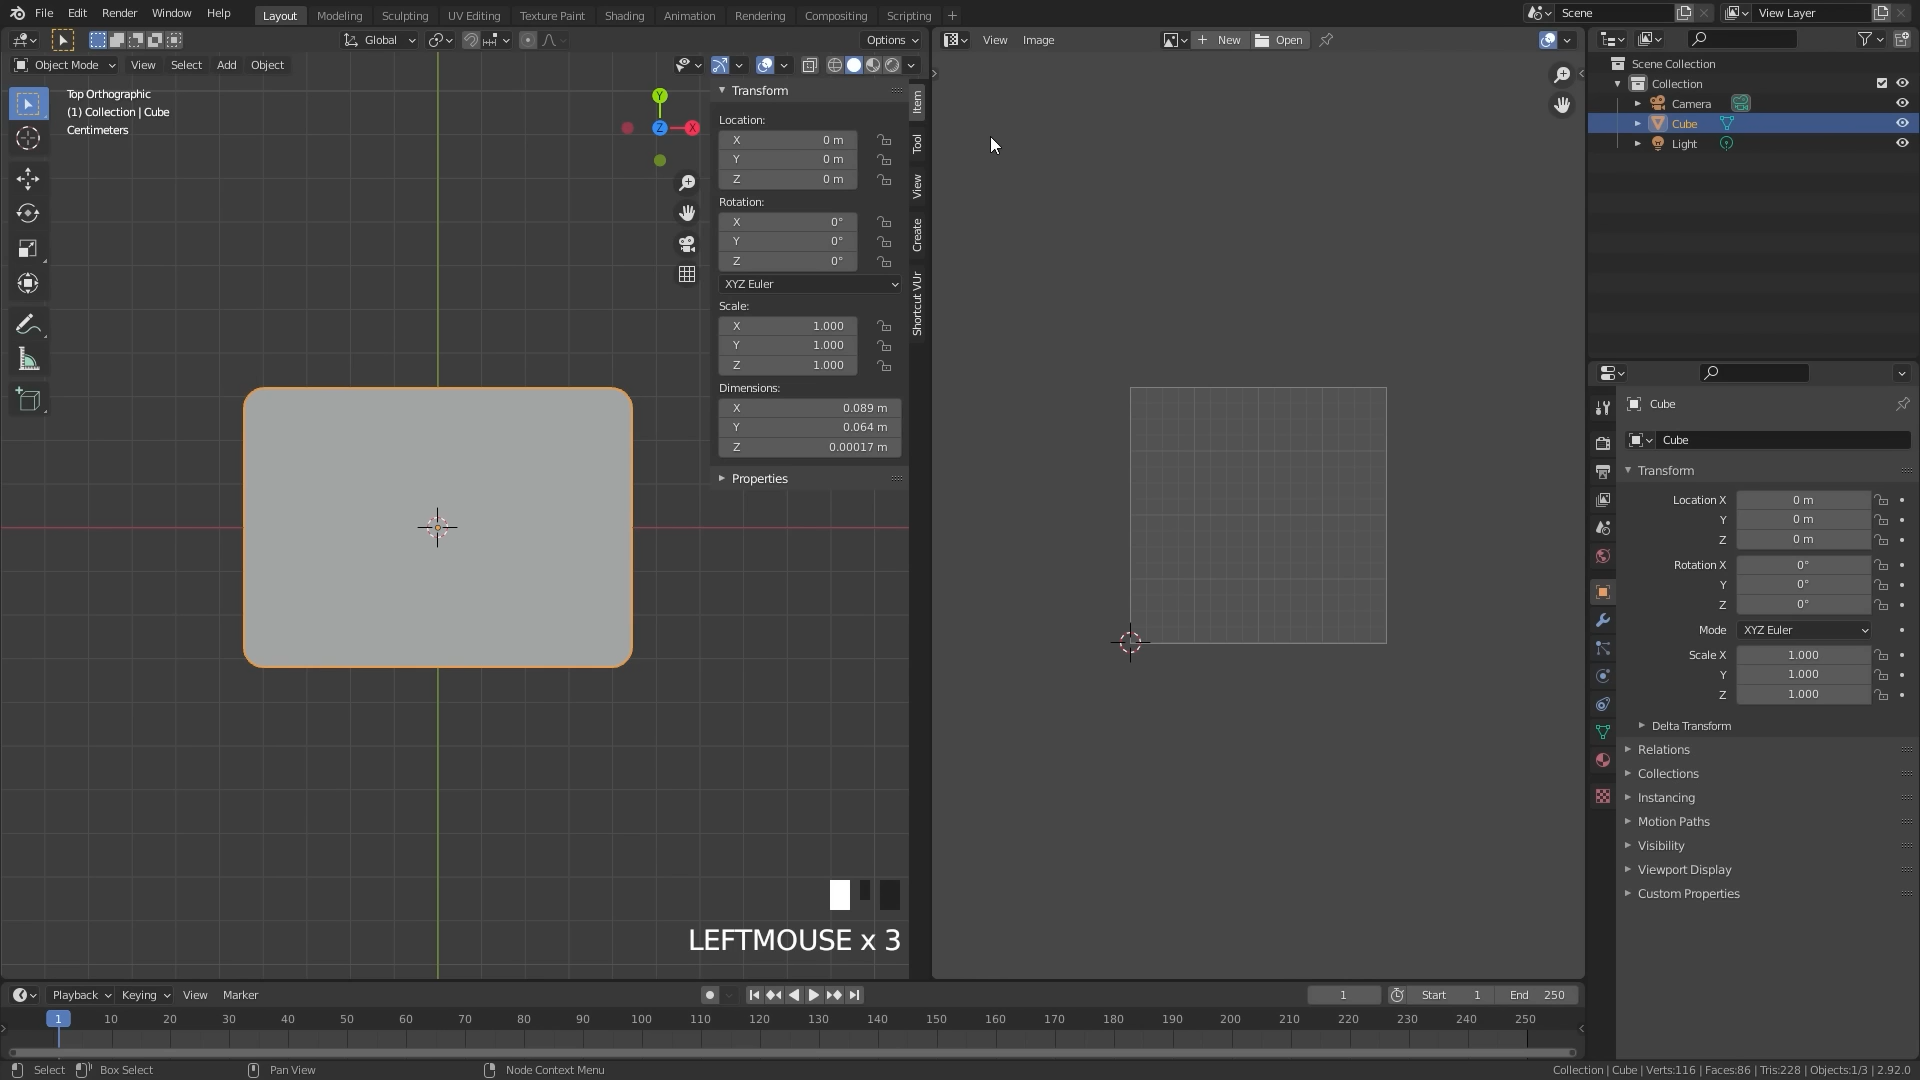 File Edit Render Window Help Layout Modeling Sculpting UV Editing Texture Paint Shading Animation Rendering Compositing Scripting + Scene View Layer
Global Options View Image + New Open
Object Mode View Select Add Object
Top Orthographic
(1) Collection | Cube
Centimeters
Y
Z
X
Transform
Location:
X 0 m
Y 0 m
Z 0 m
Rotation:
X 0°
Y 0°
Z 0°
XYZ Euler
Scale:
X 1.000
Y 1.000
Z 1.000
Dimensions:
X 0.089 m
Y 0.064 m
Z 0.00017 m
Properties
Item
Tool
View
Create
Shortcut VUr
LEFTMOUSE x 3
Scene Collection
Collection
Camera
Cube
Light
Cube
Cube
Transform
Location X 0 m
Y 0 m
Z 0 m
Rotation X 0°
Y 0°
Z 0°
Mode XYZ Euler
Scale X 1.000
Y 1.000
Z 1.000
Delta Transform
Relations
Collections
Instancing
Motion Paths
Visibility
Viewport Display
Custom Properties
Playback Keying View Marker 1 Start 1 End 250
1 10 20 30 40 50 60 70 80 90 100 110 120 130 140 150 160 170 180 190 200 210 220 230 240 250
Select Box Select Pan View Node Context Menu Collection | Cube | Verts:116 | Faces:86 | Tris:228 | Objects:1/3 | 2.92.0